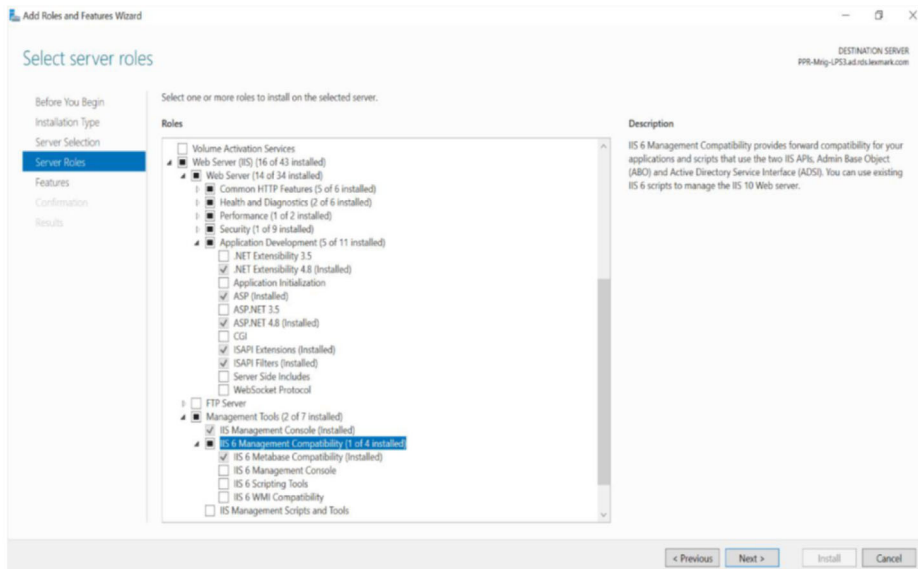 Add Roles and Features Wizard
Select server roles
DESTINATION SERVER
PPR-Mrig-LPS3.ad.rds.lexmark.com
Before You Begin
Installation Type
Server Selection
Server Roles
Features
Confirmation
Results
Select one or more roles to install on the selected server.
Roles
Volume Activation Services
Web Server (IIS) (16 of 43 installed)
Web Server (14 of 34 installed)
Common HTTP Features (5 of 6 installed)
Health and Diagnostics (2 of 6 installed)
Performance (1 of 2 installed)
Security (1 of 9 installed)
Application Development (5 of 11 installed)
.NET Extensibility 3.5
.NET Extensibility 4.8 (Installed)
Application Initialization
ASP (Installed)
ASP.NET 3.5
ASP.NET 4.8 (Installed)
CGI
ISAPI Extensions (Installed)
ISAPI Filters (Installed)
Server Side Includes
WebSocket Protocol
FTP Server
Management Tools (2 of 7 installed)
IIS Management Console (Installed)
IIS 6 Management Compatibility (1 of 4 installed)
IIS 6 Metabase Compatibility (Installed)
IIS 6 Management Console
IIS 6 Scripting Tools
IIS 6 WMI Compatibility
IIS Management Scripts and Tools
Description
IIS 6 Management Compatibility provides forward compatibility for your
applications and scripts that use the two IIS APIs, Admin Base Object
(ABO) and Active Directory Service Interface (ADSI). You can use existing
IIS 6 scripts to manage the IIS 10 Web server.
< Previous
Next >
Install
Cancel